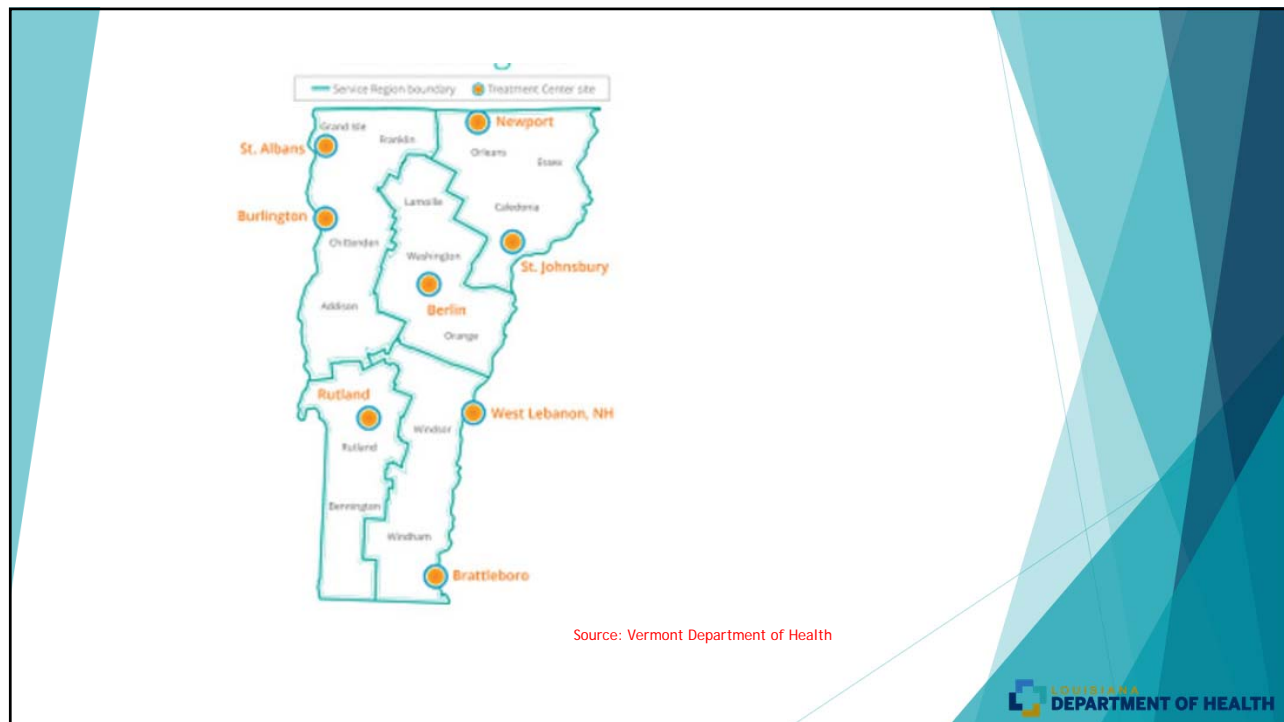 Service Region boundary Treatment Center site
Grand Isle
Newport
St. Albans
Franklin
Orleans
Essex
Lamoille
Caledonia
Burlington
Chittenden
Washington
St. Johnsbury
Addison
Berlin
Orange
Rutland
West Lebanon, NH
Windsor
Rutland
Bennington
Windham
Brattleboro
Source: Vermont Department of Health
LOUISIANA
DEPARTMENT OF HEALTH